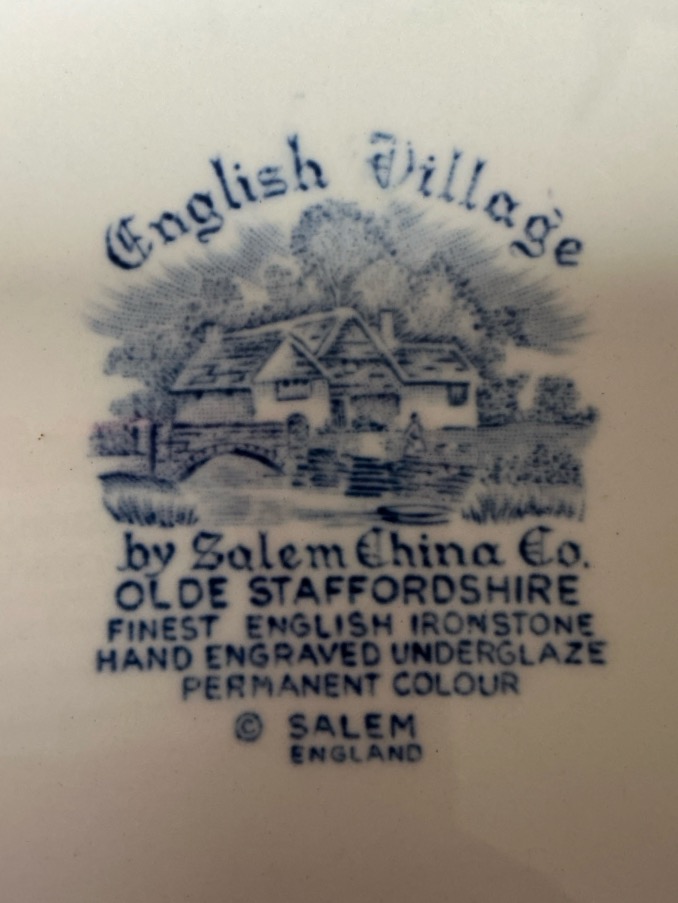 English Village
by Salem China Co.
OLDE STAFFORDSHIRE
FINEST ENGLISH IRONSTONE
HAND ENGRAVED UNDERGLAZE
PERMANENT COLOUR
© SALEM
ENGLAND